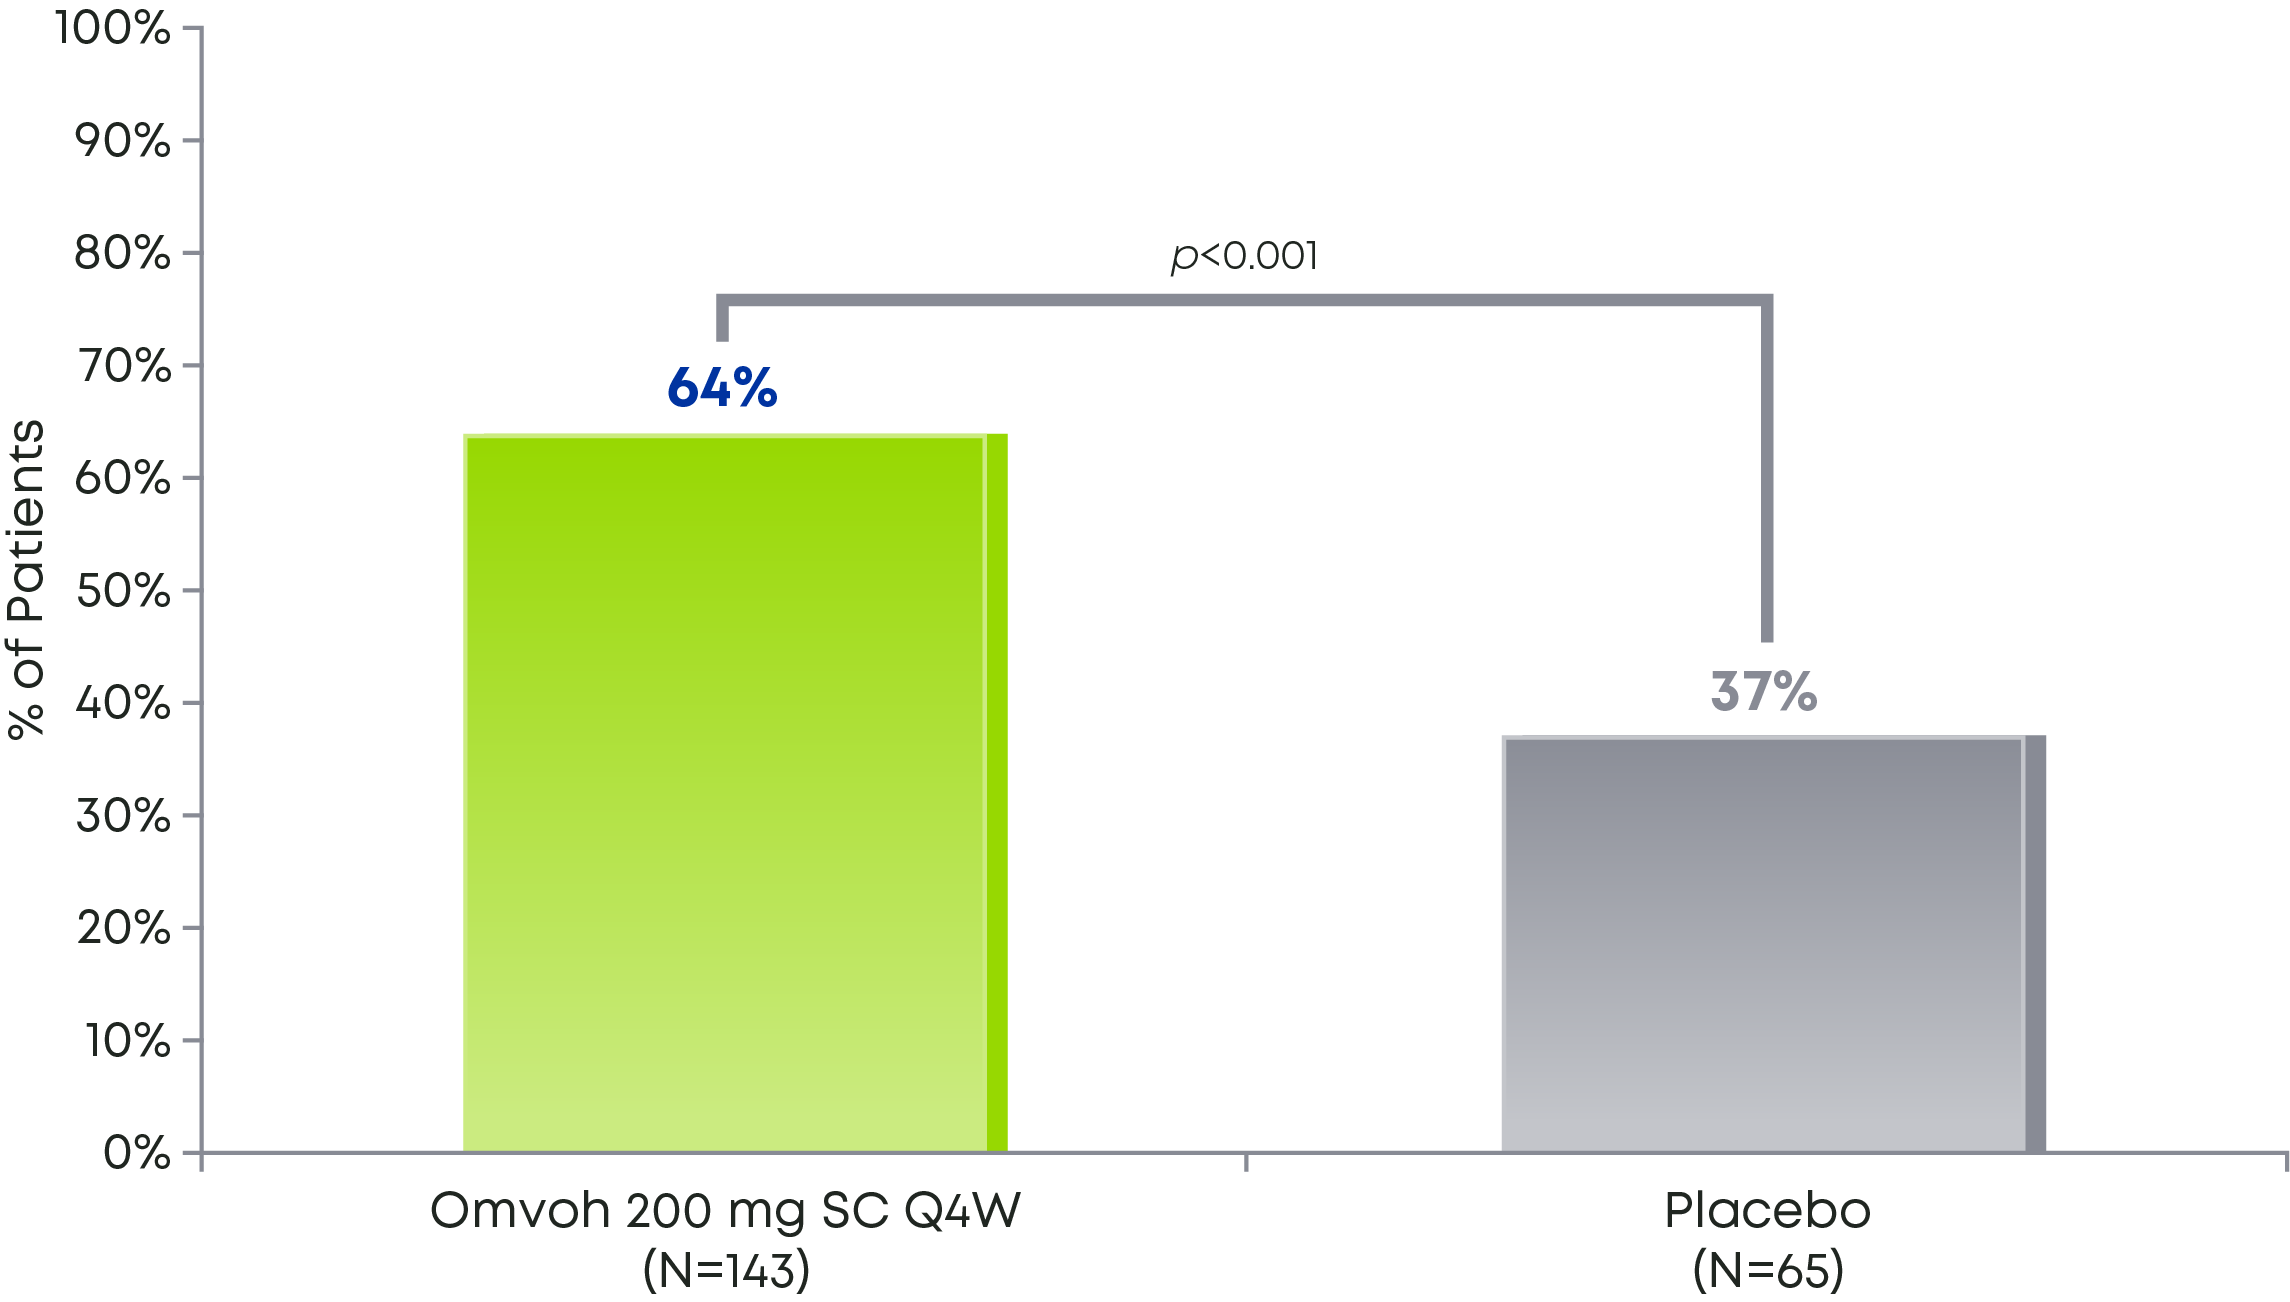 % of Patients
100%
90%
80%
70%
60%
50%
40%
30%
20%
10%
0%
p<0.001
64%
37%
Omvoh 200 mg SC Q4W
(N=143)
Placebo
(N=65)